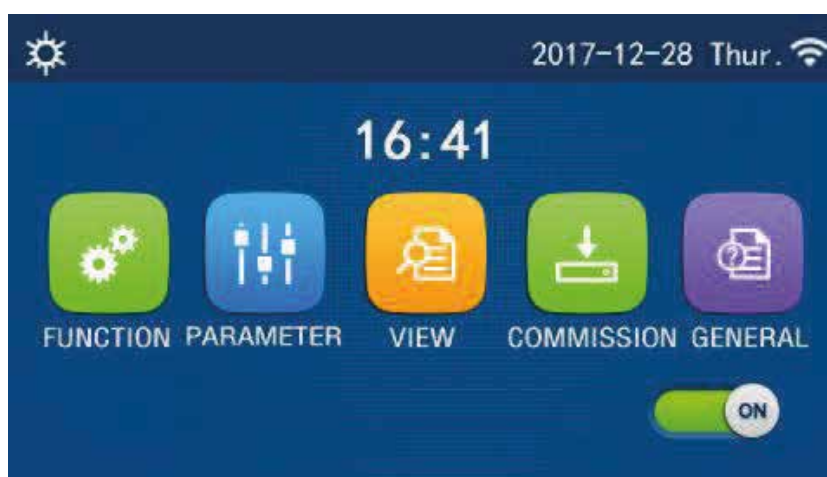 2017-12-28 Thur.
16:41
FUNCTION PARAMETER VIEW COMMISSION GENERAL
ON